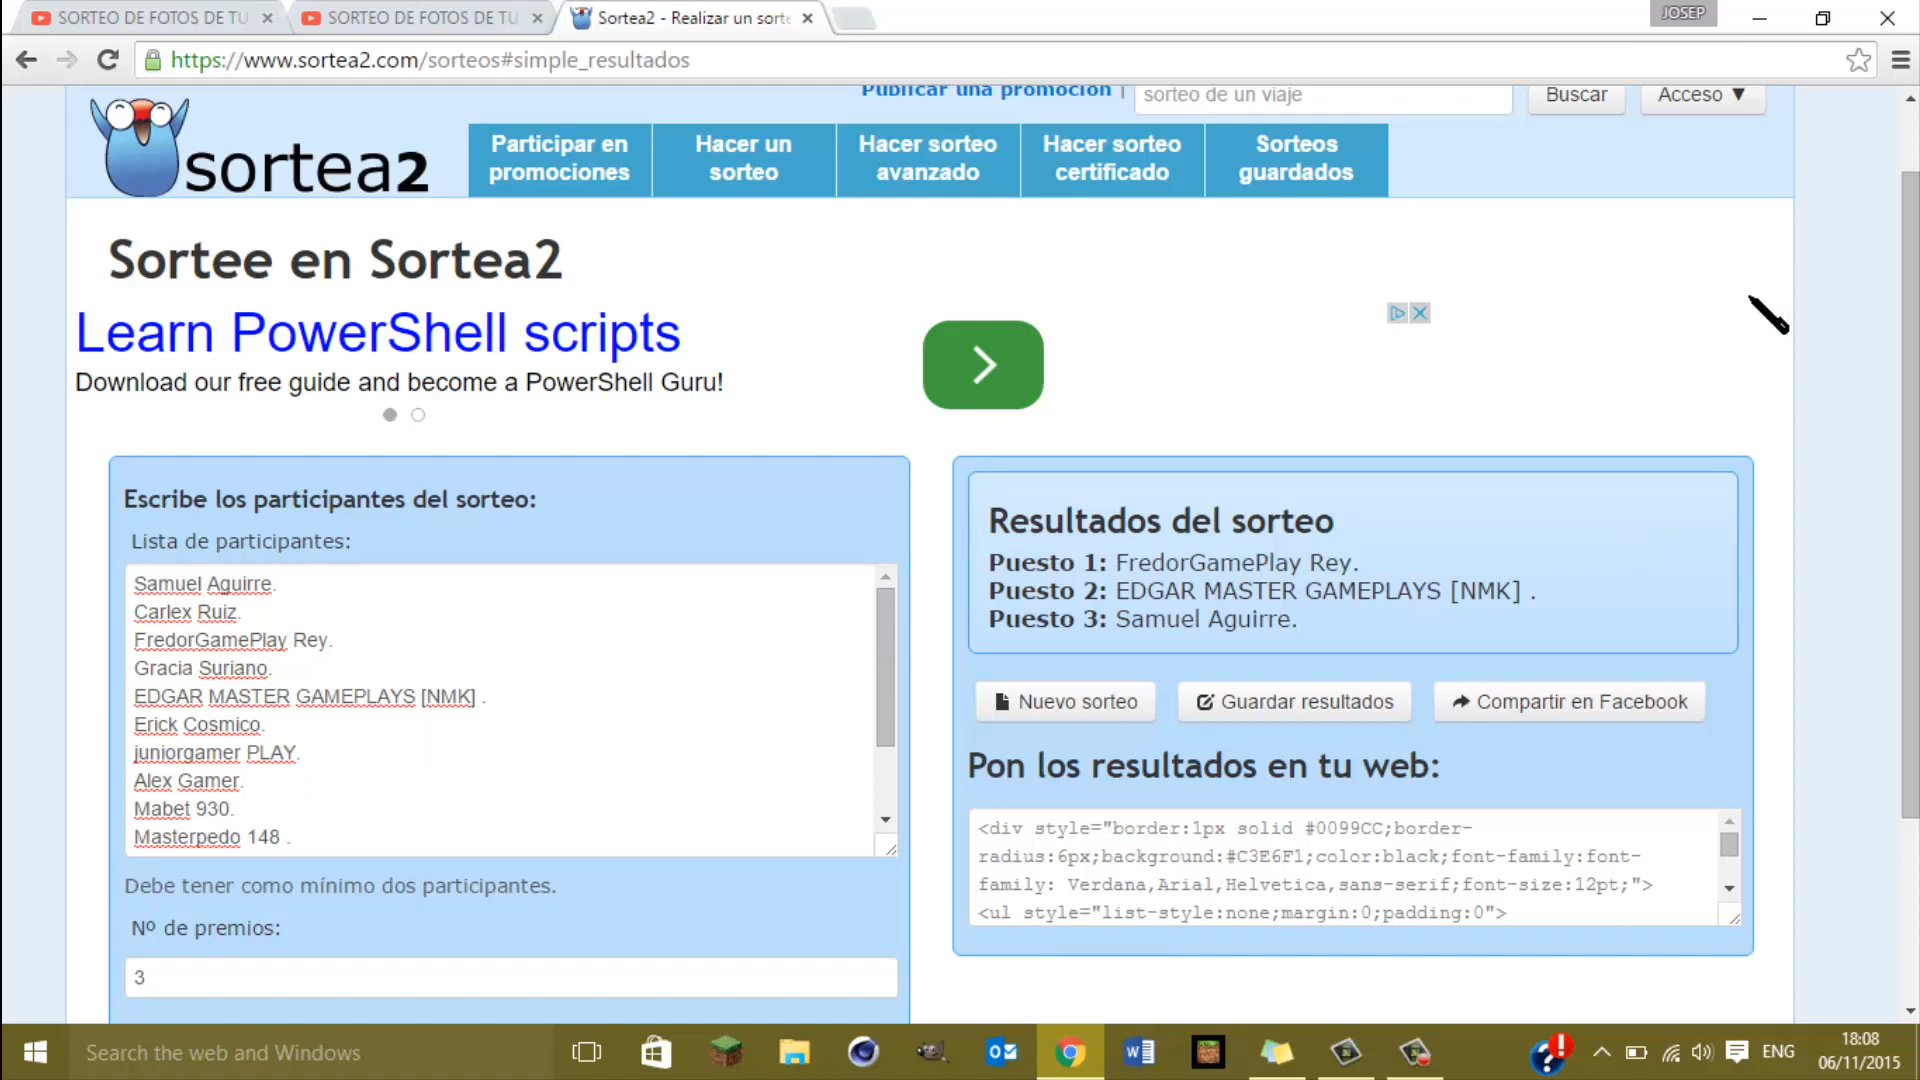 SORTEO DE FOTOS DE TU
SORTEO DE FOTOS DE TU
Sortea2 - Realizar un sorte
JOSEP
https://www.sortea2.com/sorteos#simple_resultados
Publicar una promoción |
sorteo de un viaje
Buscar
Acceso ▼
sortea2
Participar en promociones
Hacer un sorteo
Hacer sorteo avanzado
Hacer sorteo certificado
Sorteos guardados
Sortee en Sortea2
Learn PowerShell scripts
Download our free guide and become a PowerShell Guru!
Escribe los participantes del sorteo:
Lista de participantes:
Samuel Aguirre.
Carlex Ruiz.
FredorGamePlay Rey.
Gracia Suriano.
EDGAR MASTER GAMEPLAYS [NMK] .
Erick Cosmico.
juniorgamer PLAY.
Alex Gamer.
Mabet 930.
Masterpedo 148 .
Debe tener como mínimo dos participantes.
Nº de premios:
3
Resultados del sorteo
Puesto 1: FredorGamePlay Rey.
Puesto 2: EDGAR MASTER GAMEPLAYS [NMK] .
Puesto 3: Samuel Aguirre.
Nuevo sorteo
Guardar resultados
Compartir en Facebook
Pon los resultados en tu web:
<div style="border:1px solid #0099CC;border-
radius:6px;background:#C3E6F1;color:black;font-family:font-
family: Verdana,Arial,Helvetica,sans-serif;font-size:12pt;">
<ul style="list-style:none;margin:0;padding:0">
Search the web and Windows
ENG
18:08
06/11/2015